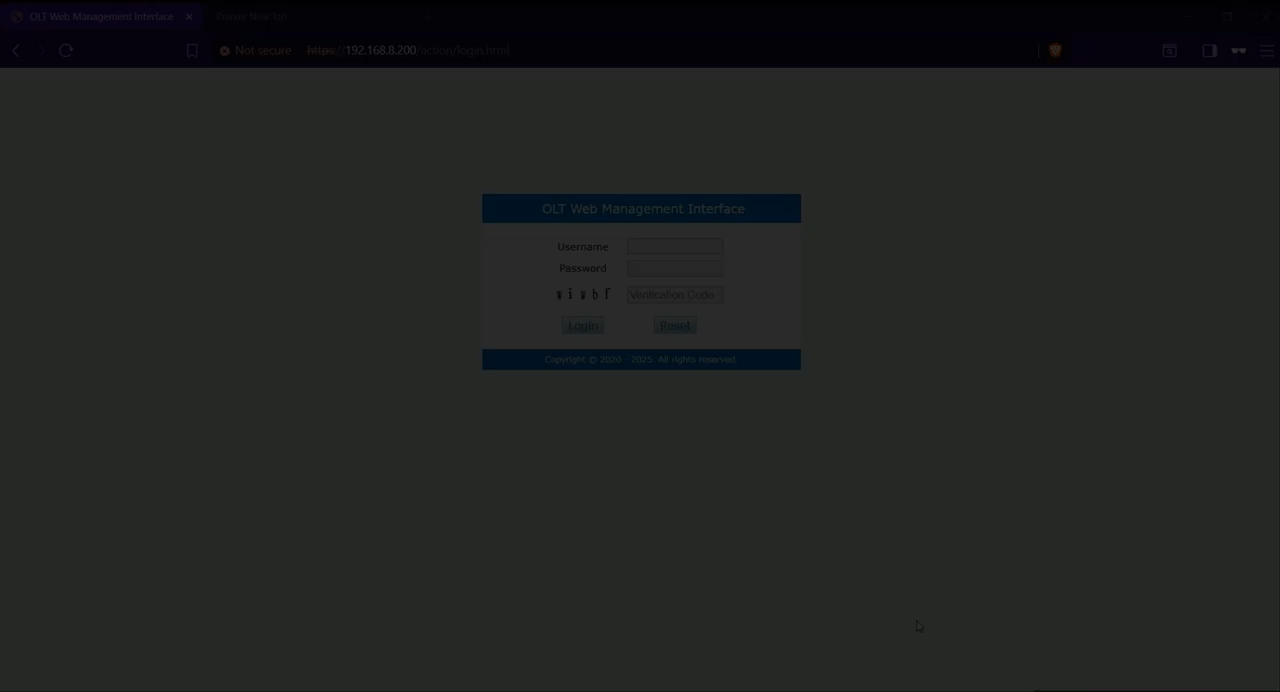 OLT Web Management Interface
Not secure https://192.168.8.200/action/login.html
OLT Web Management Interface
Username
Password
Verification Code
Login Reset
Copyright © 2020 - 2025. All rights reserved.